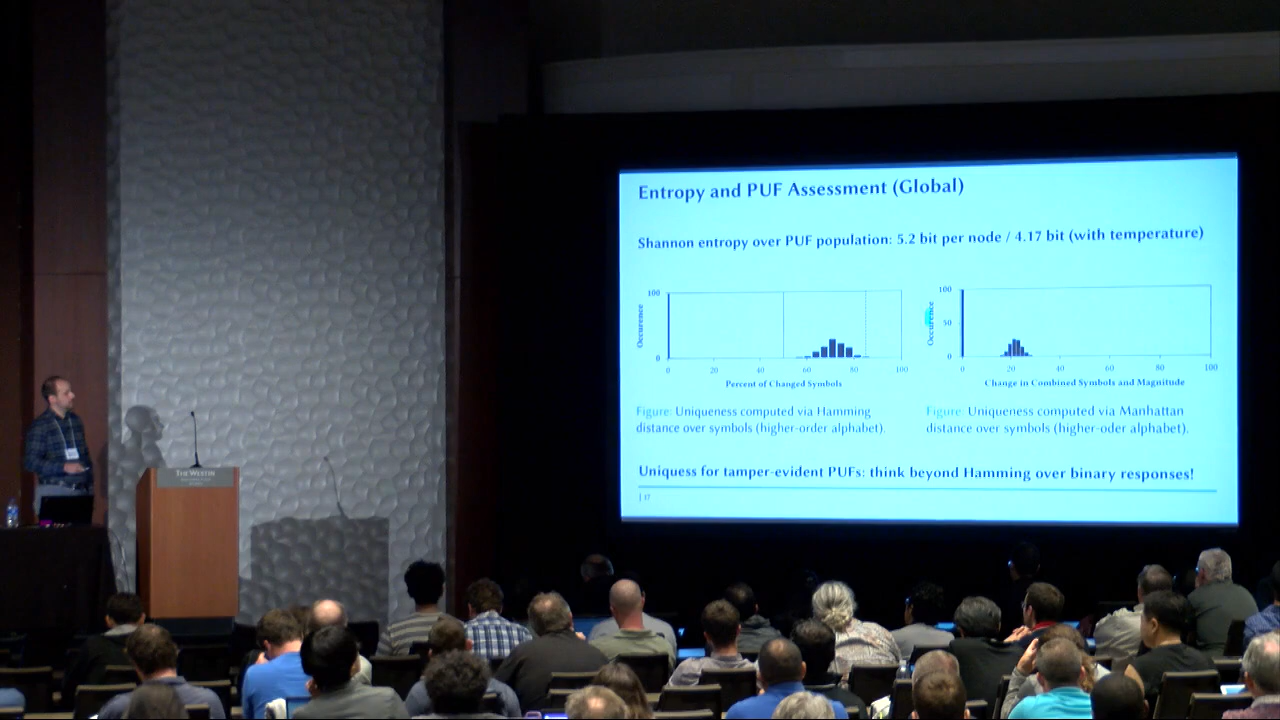 Entropy and PUF Assessment (Global)
Shannon entropy over PUF population: 5.2 bit per node / 4.17 bit (with temperature)
100
0
Occurence
0 20 40 60 80 100
Percent of Changed Symbols
100
50
0
Occurence
0 20 40 60 80 100
Change in Combined Symbols and Magnitude
Figure: Uniqueness computed via Hamming
distance over symbols (higher-order alphabet).
Figure: Uniqueness computed via Manhattan
distance over symbols (higher-oder alphabet).
Uniquess for tamper-evident PUFs: think beyond Hamming over binary responses!
| 17
THE WESTIN